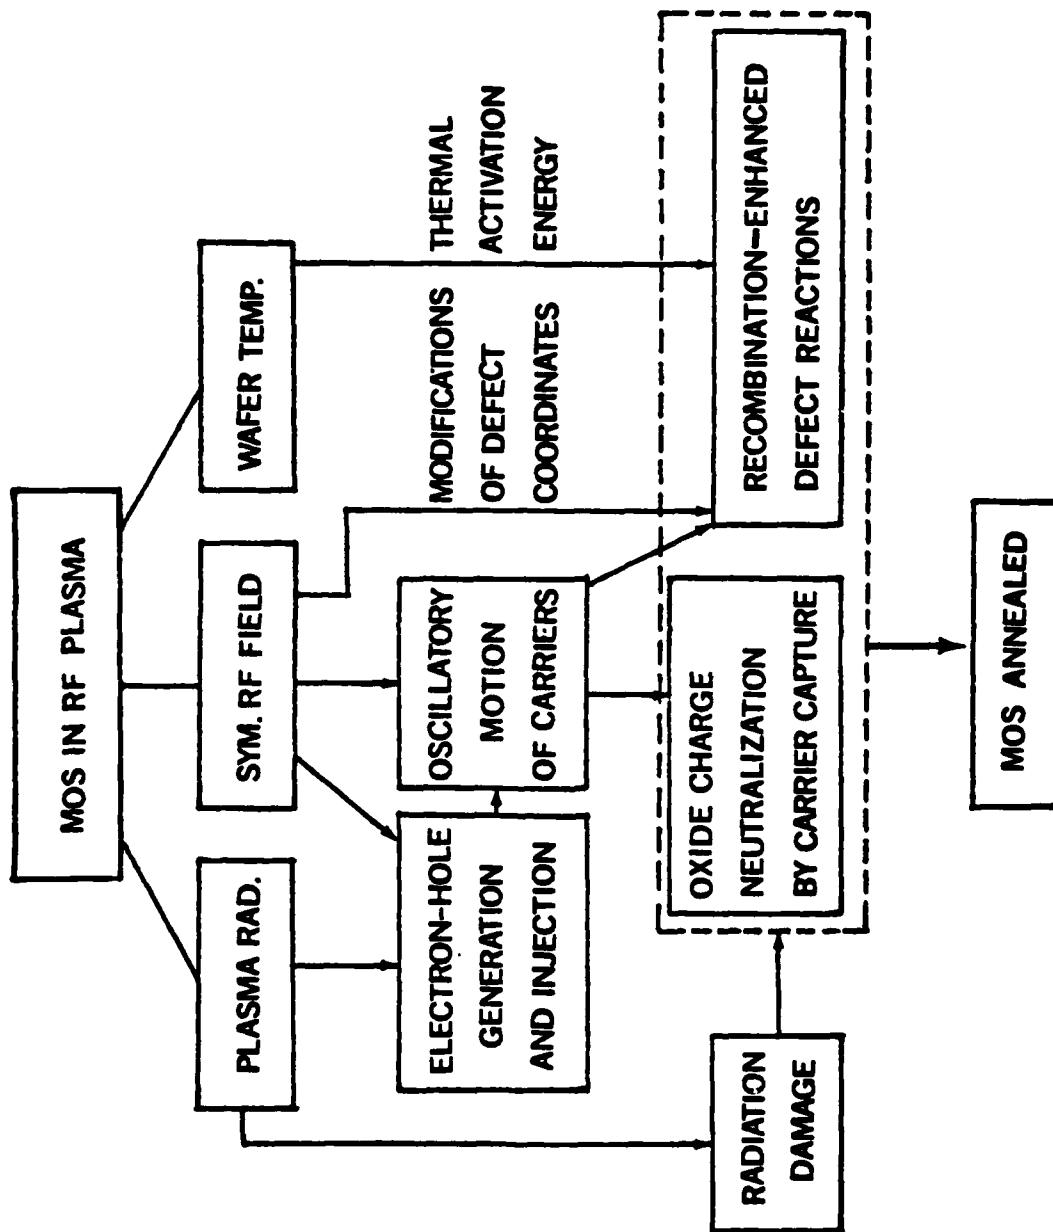 MOS IN RF PLASMA
PLASMA RAD.
SYM. RF FIELD
WAFER TEMP.
ELECTRON-HOLE
GENERATION
AND INJECTION
OSCILLATORY
MOTION
OF CARRIERS
MODIFICATIONS
OF DEFECT
COORDINATES
THERMAL
ACTIVATION
ENERGY
RADIATION
DAMAGE
OXIDE CHARGE
NEUTRALIZATION
BY CARRIER CAPTURE
RECOMBINATION-ENHANCED
DEFECT REACTIONS
MOS ANNEALED